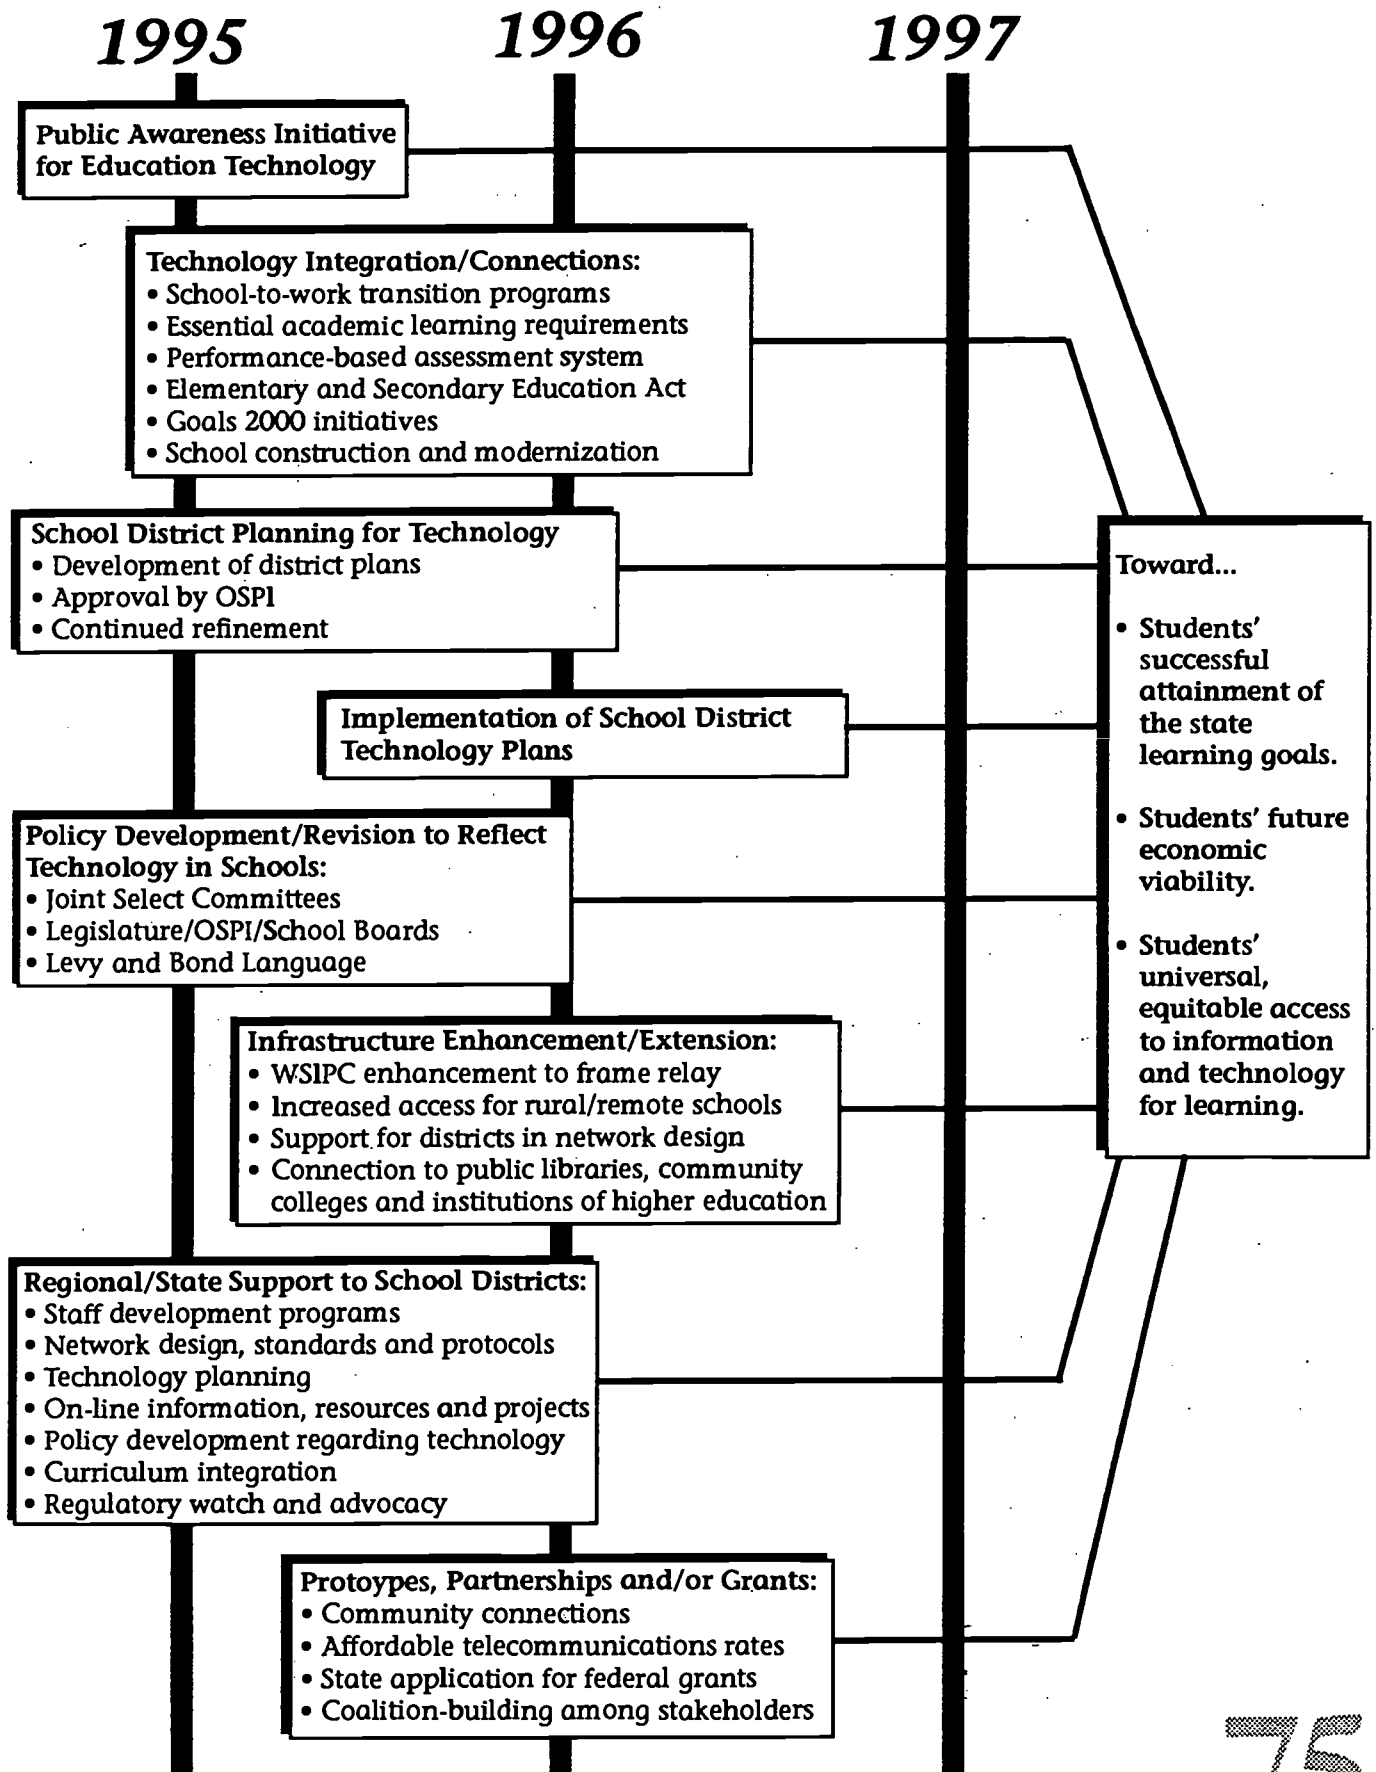 1995
1996
1997
Public Awareness Initiative
for Education Technology
Technology Integration/Connections:
• School-to-work transition programs
• Essential academic learning requirements
• Performance-based assessment system
• Elementary and Secondary Education Act
• Goals 2000 initiatives
• School construction and modernization
School District Planning for Technology
• Development of district plans
• Approval by OSPI
• Continued refinement
Implementation of School District
Technology Plans
Policy Development/Revision to Reflect
Technology in Schools:
• Joint Select Committees
• Legislature/OSPI/School Boards
• Levy and Bond Language
Infrastructure Enhancement/Extension:
• WSIPC enhancement to frame relay
• Increased access for rural/remote schools
• Support for districts in network design
• Connection to public libraries, community
colleges and institutions of higher education
Regional/State Support to School Districts:
• Staff development programs
• Network design, standards and protocols
• Technology planning
• On-line information, resources and projects
• Policy development regarding technology
• Curriculum integration
• Regulatory watch and advocacy
Protoypes, Partnerships and/or Grants:
• Community connections
• Affordable telecommunications rates
• State application for federal grants
• Coalition-building among stakeholders
Toward...
• Students'
successful
attainment of
the state
learning goals.
• Students' future
economic
viability.
• Students'
universal,
equitable access
to information
and technology
for learning.
75